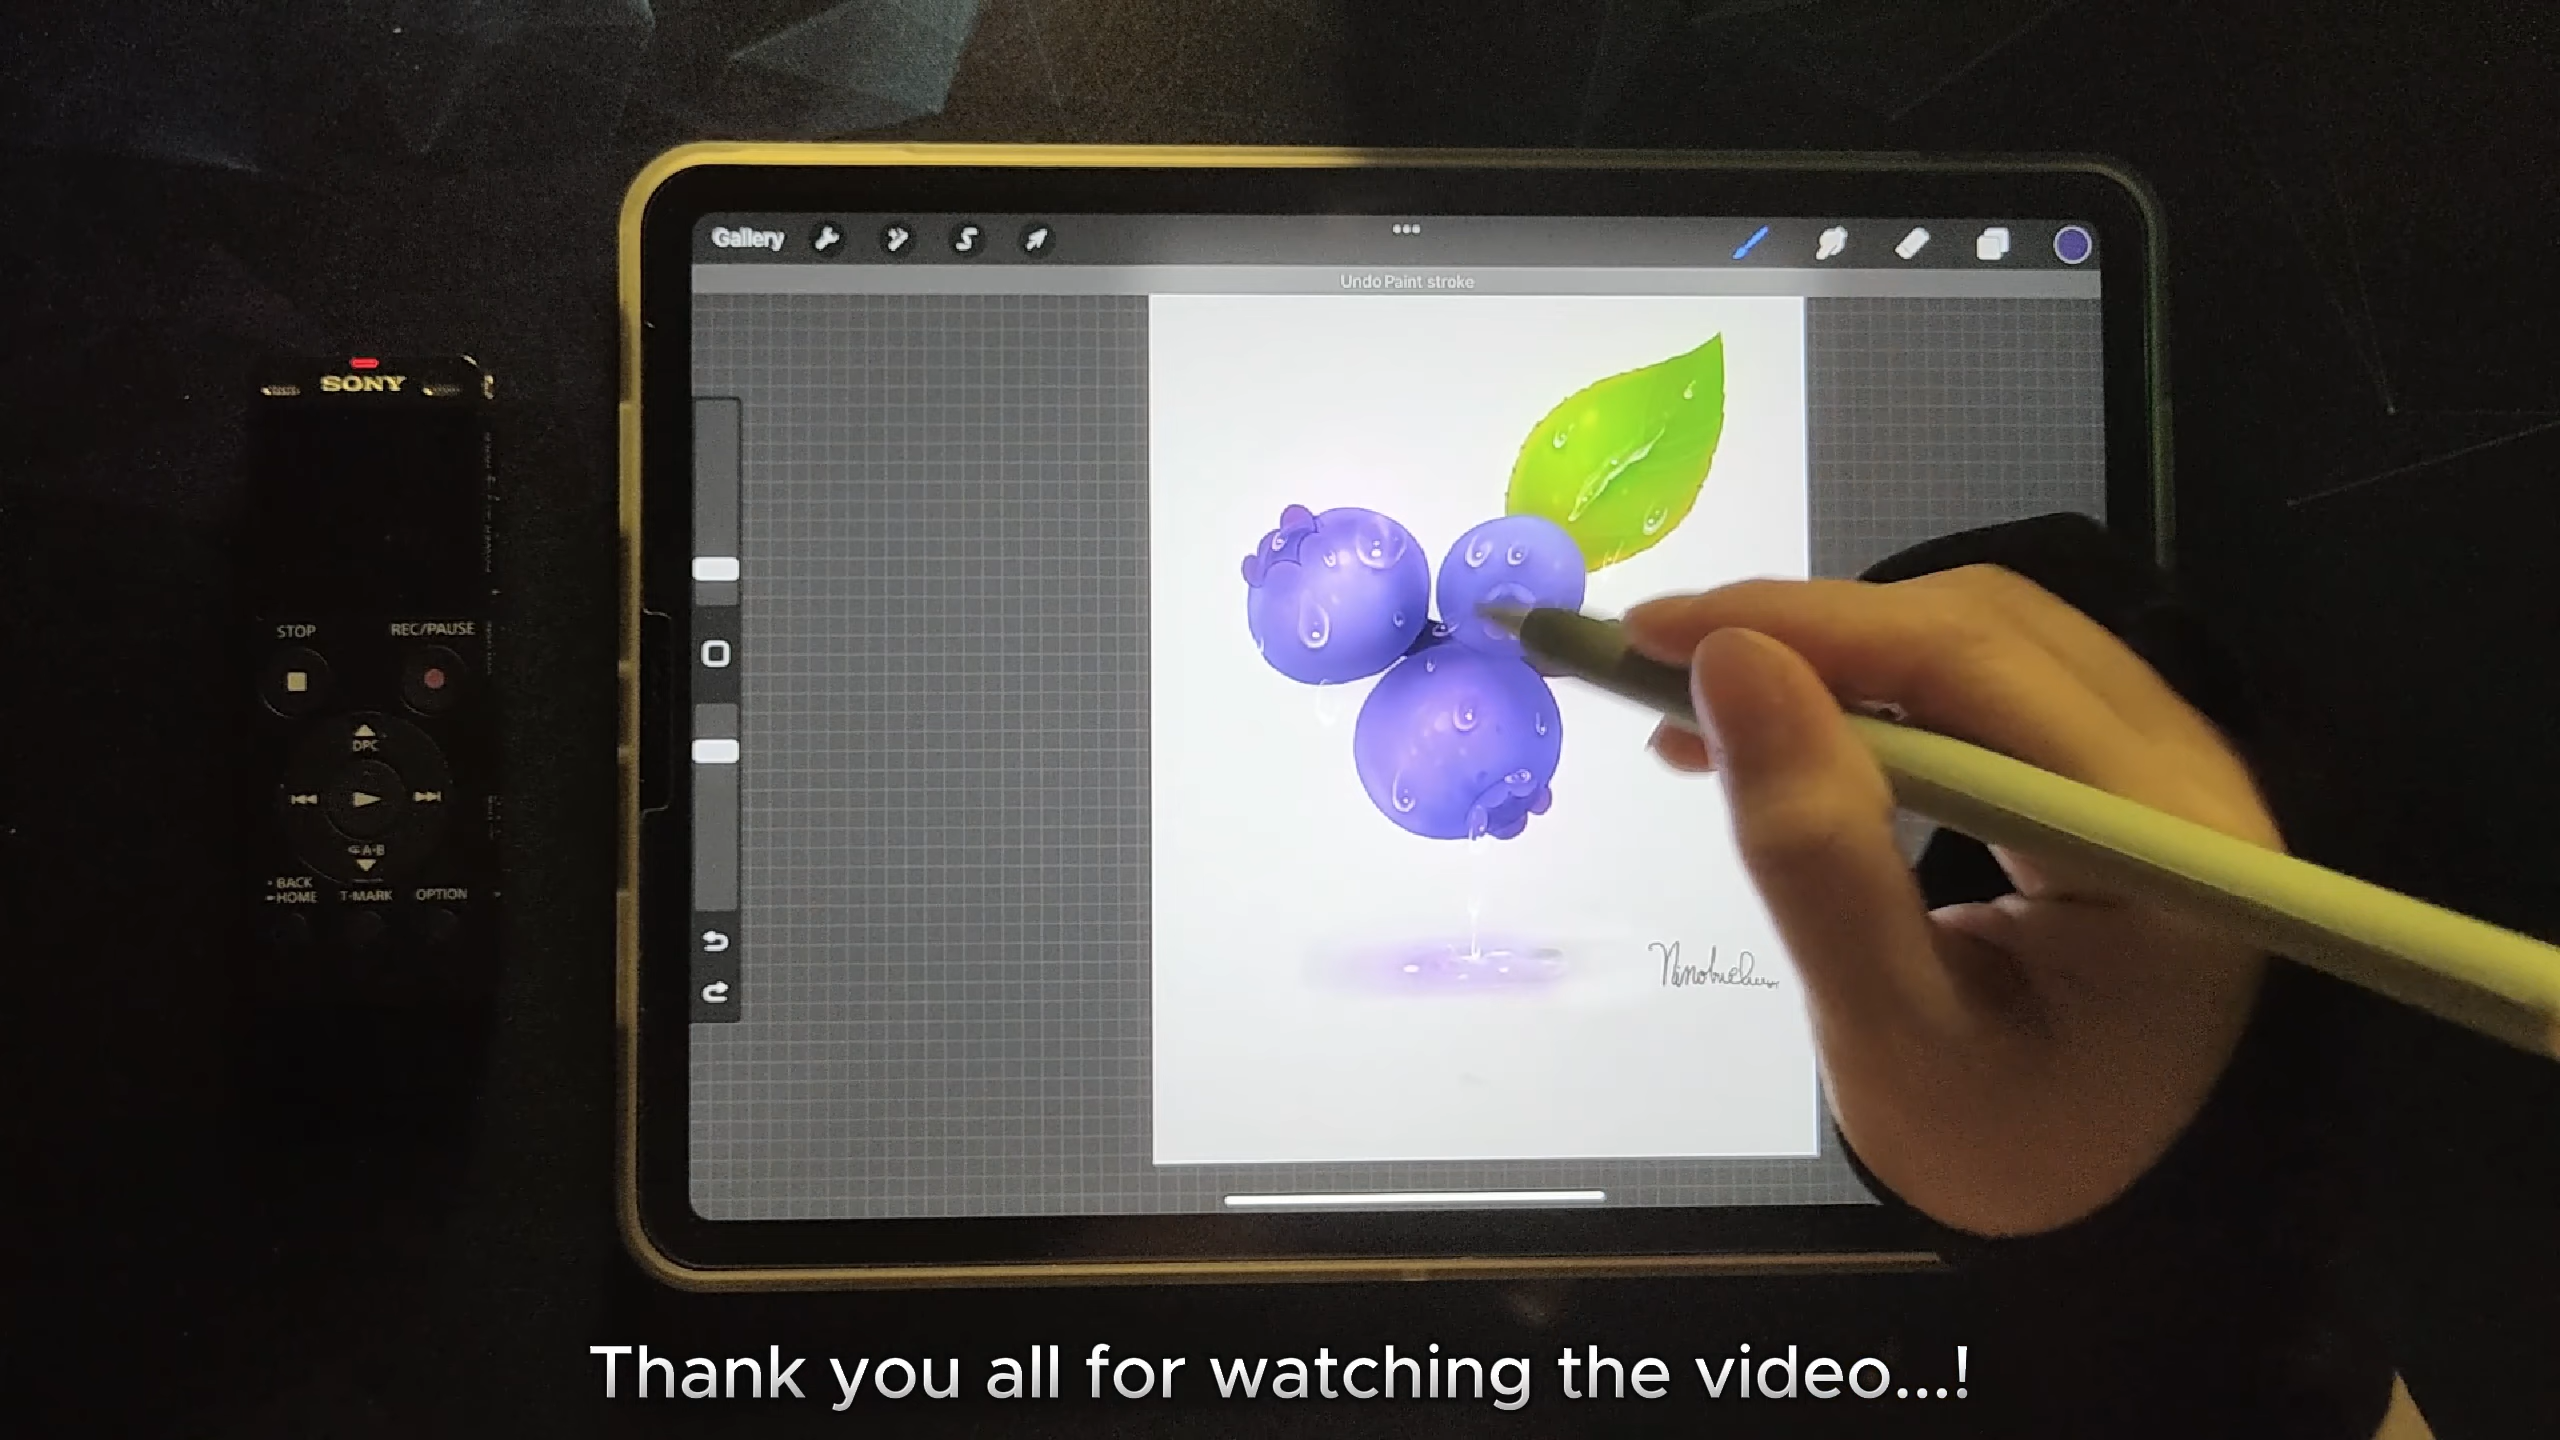 Gallery
Undo Paint stroke
SONY
STOP
REC/PAUSE
DPC
A-B
BACK
HOME
T-MARK
OPTION
Thank you all for watching the video...!